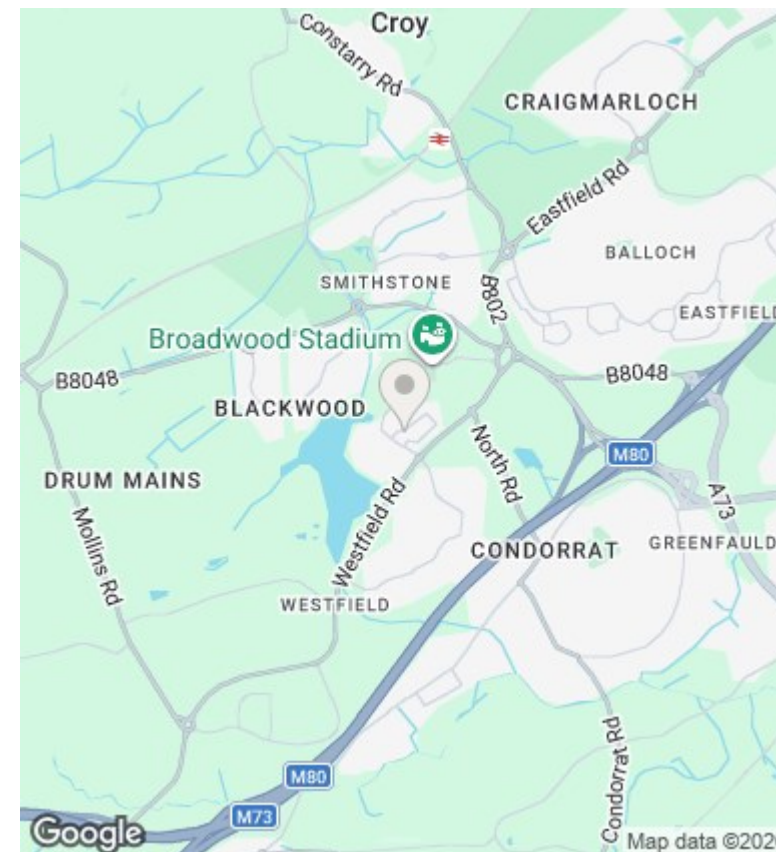 Croy
Constarry Rd
CRAIGMARLOCH
Eastfield Rd
BALLOCH
SMITHSTONE
B802
EASTFIELD
Broadwood Stadium
B8048
B8048
BLACKWOOD
North Rd
M80
DRUM MAINS
A73
Mollins Rd
Westfield Rd
CONDORRAT
GREENFAULD
WESTFIELD
Condorrat Rd
M80
M73
Google
Map data ©202